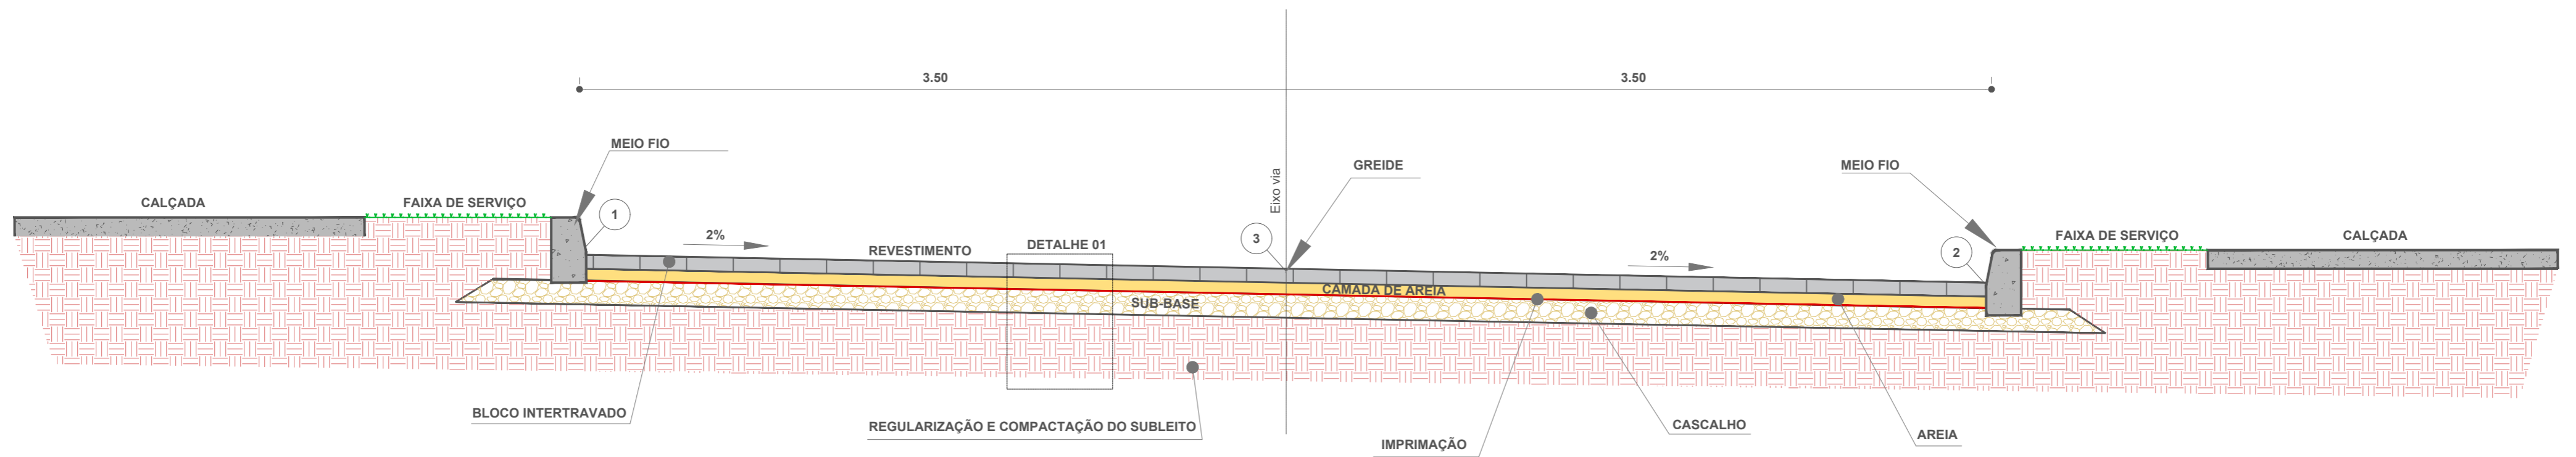 3.50
3.50
MEIO FIO
GREIDE
MEIO FIO
Eixo via
CALÇADA
FAIXA DE SERVIÇO
1
2%
REVESTIMENTO
DETALHE 01
3
2%
2
FAIXA DE SERVIÇO
CALÇADA
CAMADA DE AREIA
SUB-BASE
BLOCO INTERTRAVADO
REGULARIZAÇÃO E COMPACTAÇÃO DO SUBLEITO
IMPRIMAÇÃO
CASCALHO
AREIA